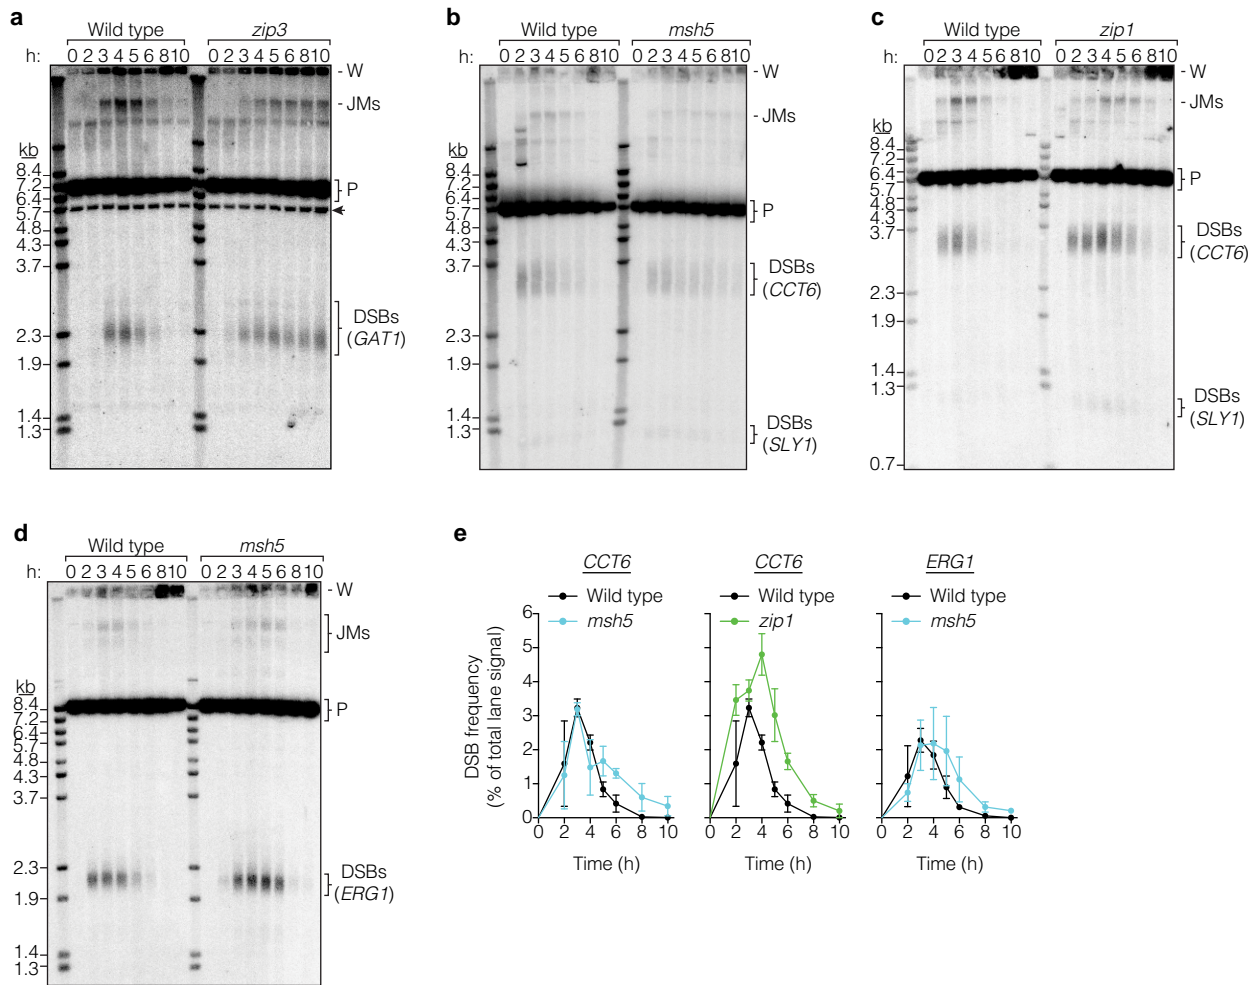 a
Wild type zip3
h: 0 2 3 4 5 6 8 10 0 2 3 4 5 6 8 10
W
JMs
kb
8.4
7.2
6.4
5.7
4.8
4.3
3.7
2.3
1.9
1.4
1.3
P
DSBs
(GAT1)
b
Wild type msh5
h: 0 2 3 4 5 6 8 10 0 2 3 4 5 6 8 10
W
JMs
kb
8.4
7.2
6.4
5.7
4.8
4.3
3.7
2.3
1.9
1.4
1.3
P
DSBs
(CCT6)
DSBs
(SLY1)
c
Wild type zip1
h: 0 2 3 4 5 6 8 10 0 2 3 4 5 6 8 10
W
JMs
kb
8.4
7.2
6.4
5.7
4.8
4.3
3.7
2.3
1.9
1.4
1.3
0.7
P
DSBs
(CCT6)
DSBs
(SLY1)
d
Wild type msh5
h: 0 2 3 4 5 6 8 10 0 2 3 4 5 6 8 10
W
JMs
kb
8.4
7.2
6.4
5.7
4.8
4.3
3.7
2.3
1.9
1.4
1.3
P
DSBs
(ERG1)
e
CCT6
Wild type
msh5
DSB frequency
(% of total lane signal)
6
5
4
3
2
1
0
0 2 4 6 8 10
Time (h)
CCT6
Wild type
zip1
0 2 4 6 8 10
Time (h)
ERG1
Wild type
msh5
0 2 4 6 8 10
Time (h)